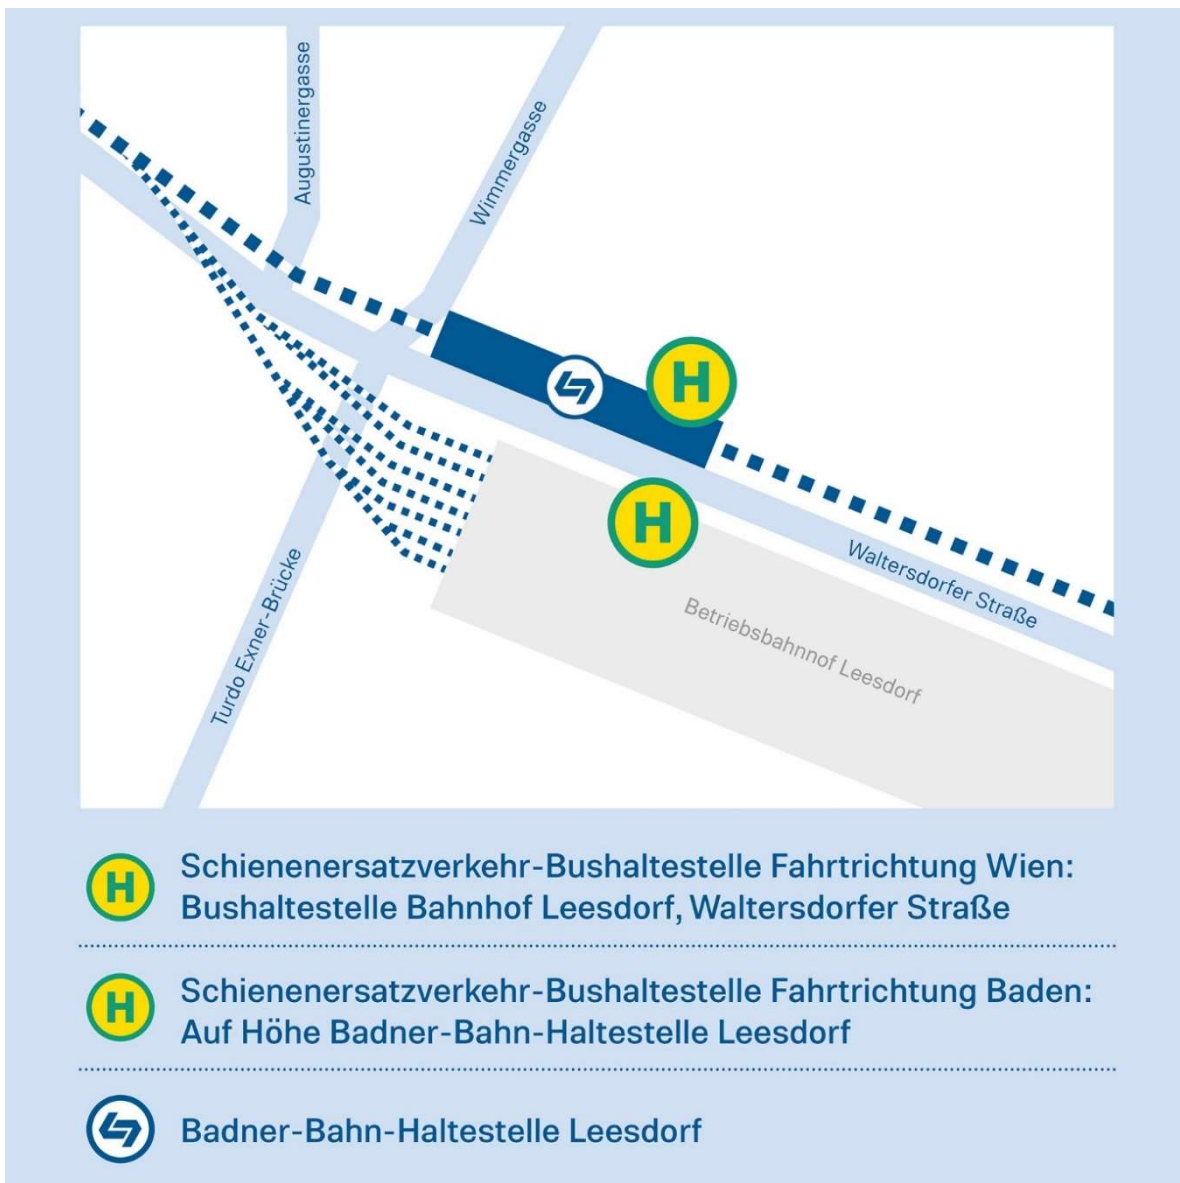 Augustinergasse
Wimmergasse
H
H
Waltersdorfer Straße
Turdo Exner-Brücke
Betriebsbahnnof Leesdorf
H
Schienenersatzverkehr-Bushaltestelle Fahrtrichtung Wien:
Bushaltestelle Bahnhof Leesdorf, Waltersdorfer Straße
H
Schienenersatzverkehr-Bushaltestelle Fahrtrichtung Baden:
Auf Höhe Badner-Bahn-Haltestelle Leesdorf
Badner-Bahn-Haltestelle Leesdorf